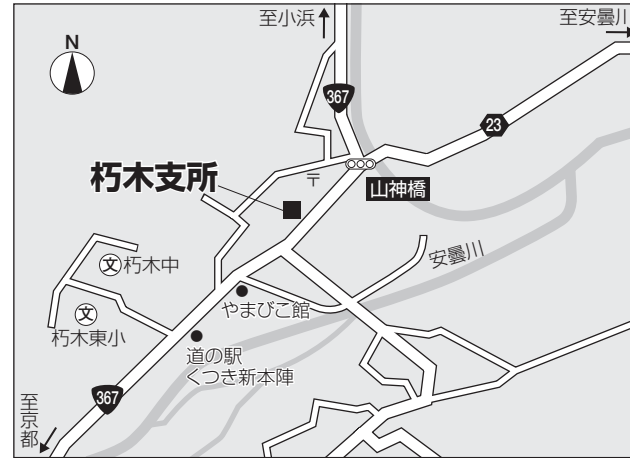 至小浜
至安曇川
N
367
23
朽木支所
〒
山神橋
安曇川
文
朽木中
やまびこ館
文
朽木東小
道の駅
くつき新本陣
367
至京都